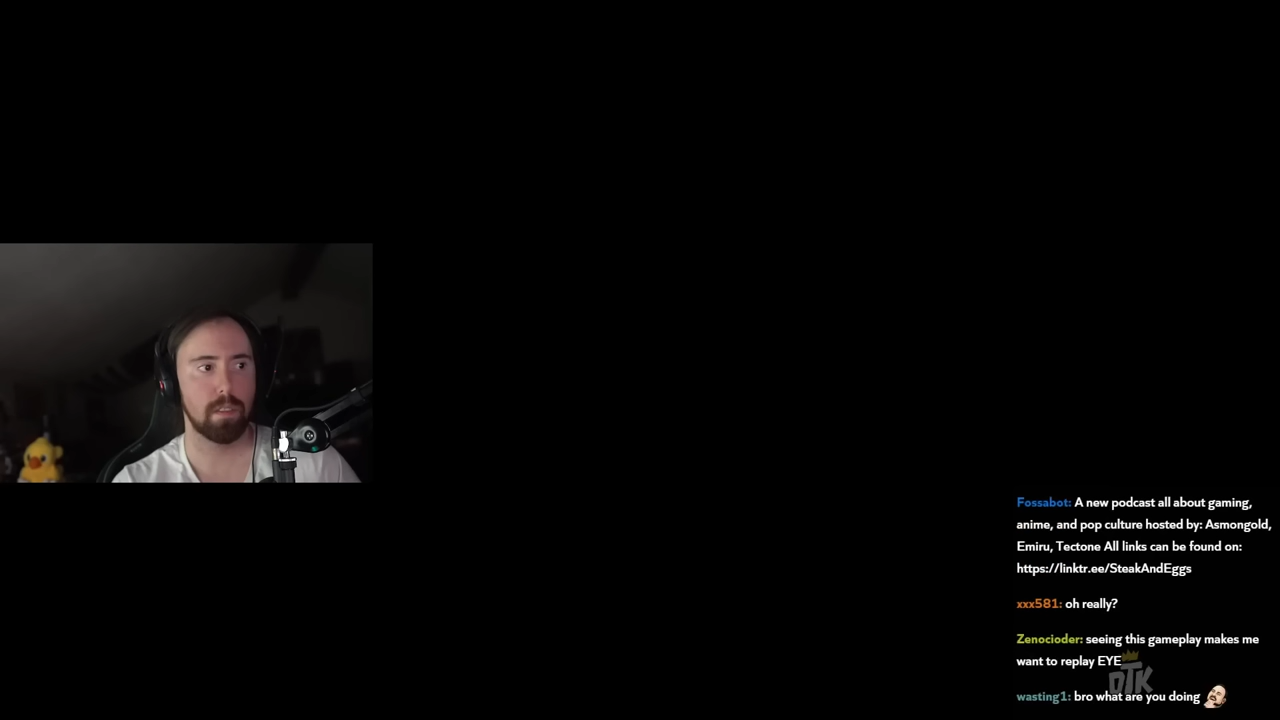 Fossabot: A new podcast all about gaming,
anime, and pop culture hosted by: Asmongold,
Emiru, Tectone All links can be found on:
https://linktr.ee/SteakAndEggs
xxx581: oh really?
Zenocioder: seeing this gameplay makes me
want to replay EYE
DTK
wasting1: bro what are you doing